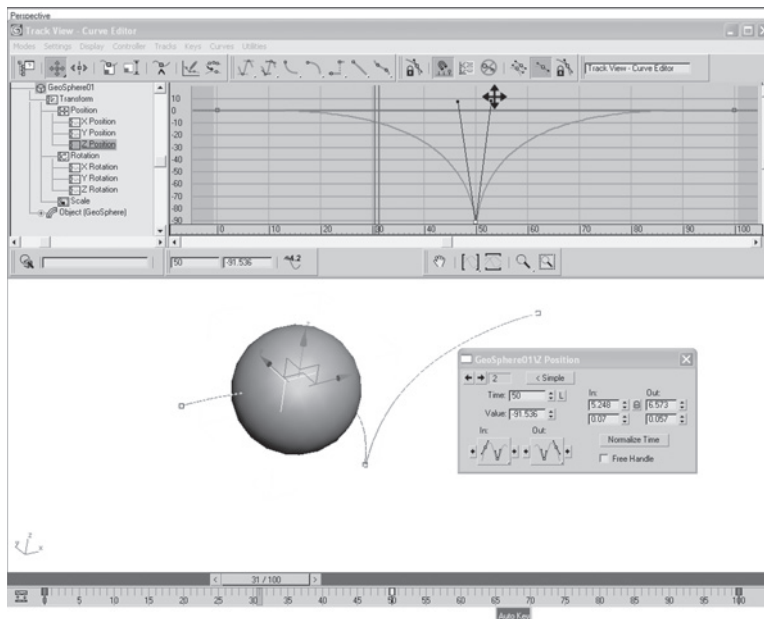 Perspective
Track View - Curve Editor
Modes Settings Display Controller Tracks Keys Curves Utilities
Track View - Curve Editor
GeoSphere01
Transform
Position
X Position
Y Position
Z Position
Rotation
X Rotation
Y Rotation
Z Rotation
Scale
Object (GeoSphere)
10
0
-10
-20
-30
-40
-50
-60
-70
-80
-90
0 10 20 30 40 50 60 70 80 90 100
50 -91.536
GeoSphere01\Z Position
2 < Simple
Time: 50 L
Value: -91.536
In: Out:
5.248 6.573
0.07 0.057
In: Out:
Normalize Time
Free Handle
z
x
< 31 / 100 >
0 5 10 15 20 25 30 35 40 45 50 55 60 65 70 75 80 85 90 95 100
Auto Key